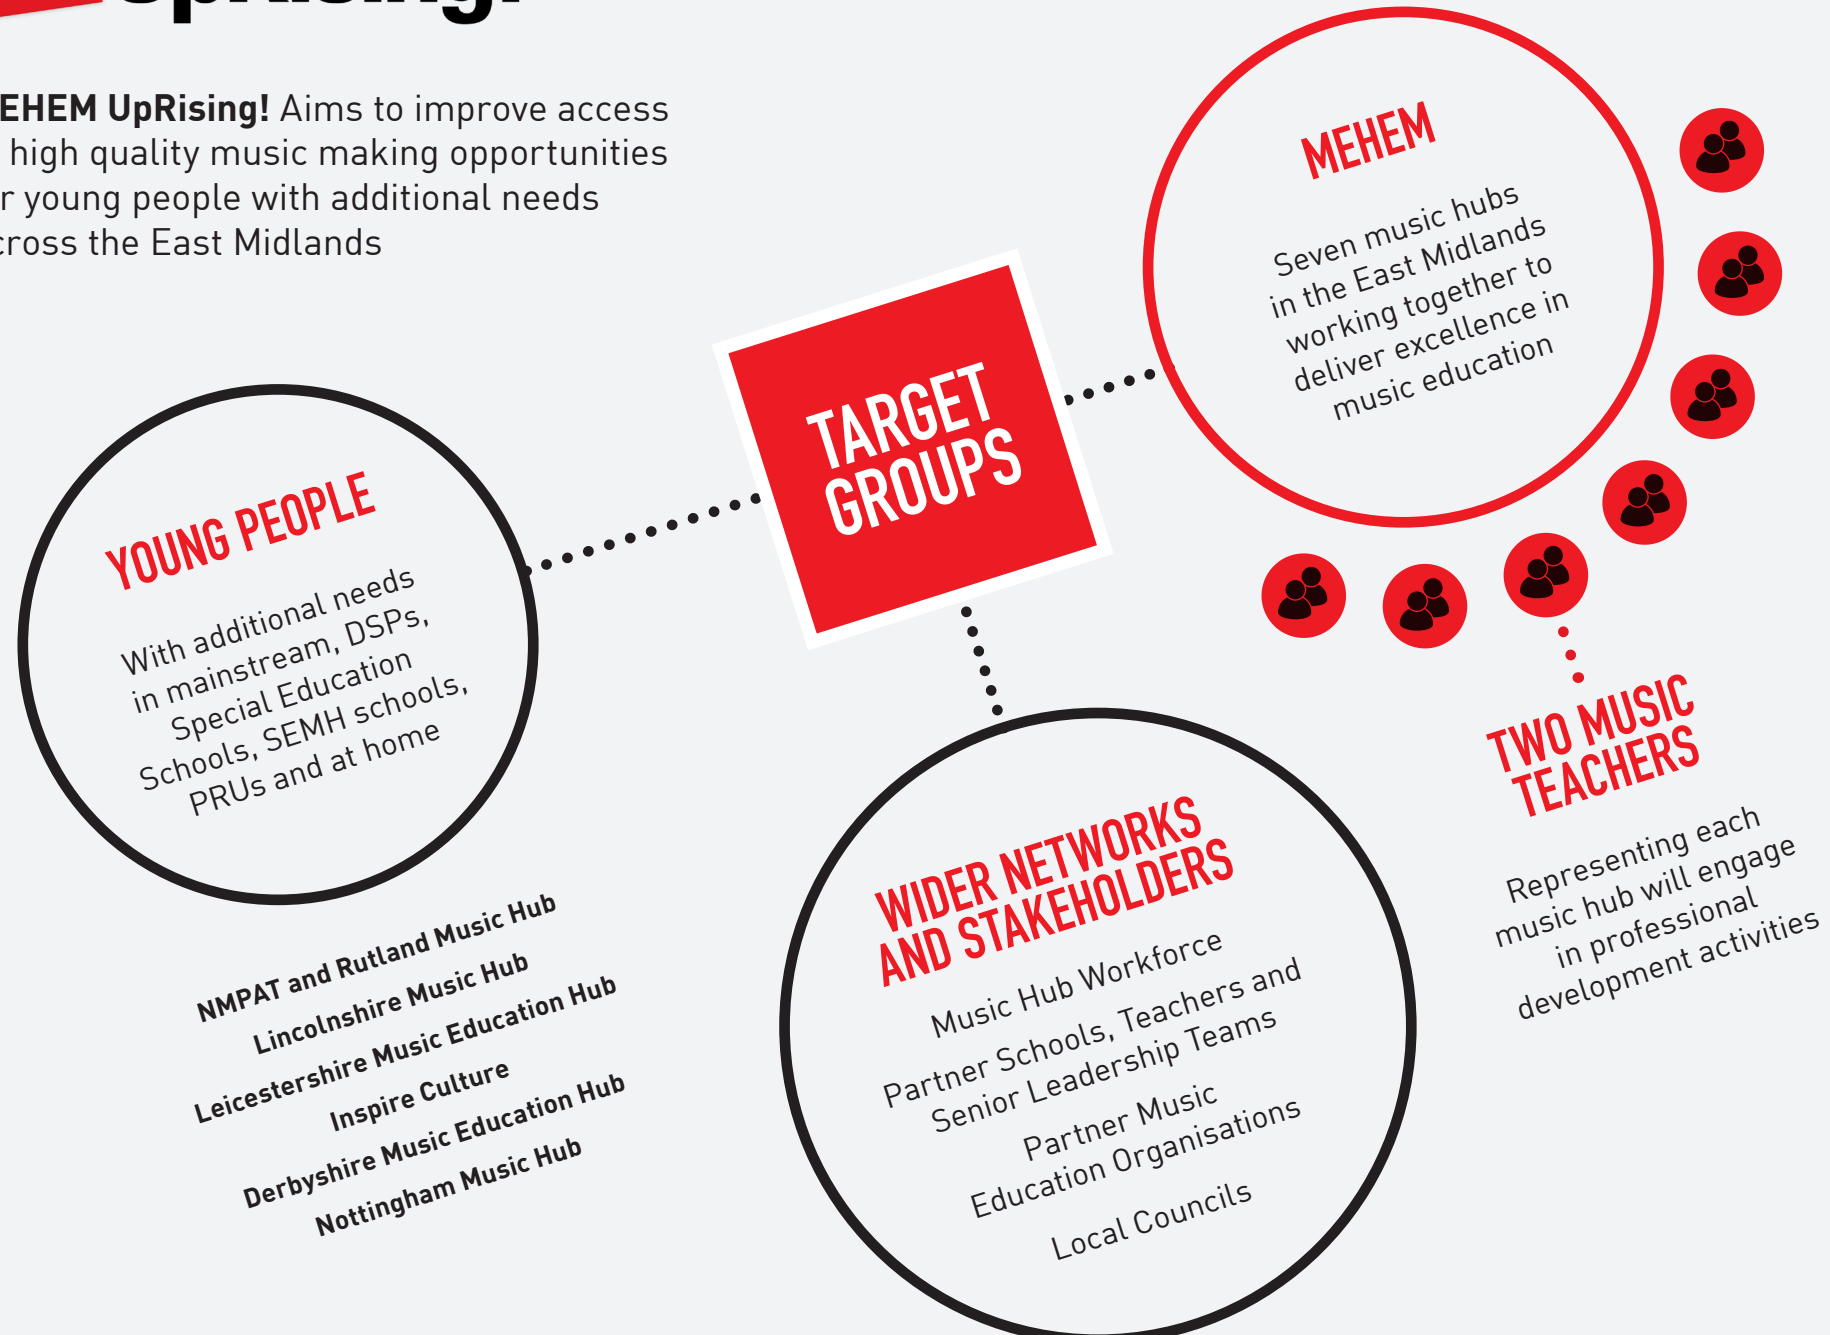 UpRising!
EHEM UpRising! Aims to improve access
high quality music making opportunities
r young people with additional needs
cross the East Midlands
MEHEM
Seven music hubs
in the East Midlands
working together to
deliver excellence in
music education
TARGET
GROUPS
YOUNG PEOPLE
With additional needs
in mainstream, DSPs,
Special Education
Schools, SEMH schools,
PRUs and at home
TWO MUSIC
TEACHERS
Representing each
music hub will engage
in professional
development activities
WIDER NETWORKS
AND STAKEHOLDERS
Music Hub Workforce
Partner Schools, Teachers and
Senior Leadership Teams
Partner Music
Education Organisations
Local Councils
NMPAT and Rutland Music Hub
Lincolnshire Music Hub
Leicestershire Music Education Hub
Inspire Culture
Derbyshire Music Education Hub
Nottingham Music Hub